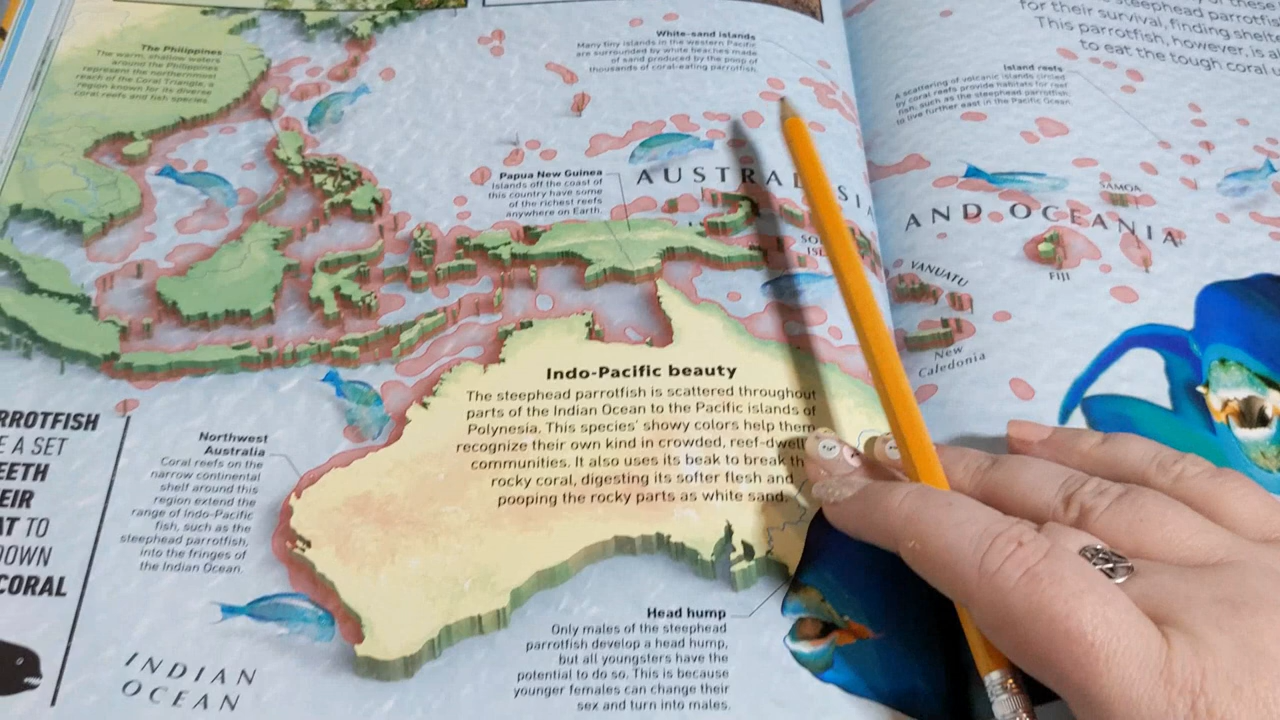 The Philippines
The warm, shallow waters
around the Philippines
represent the northernmost
reach of the Coral Triangle, a
region known for its diverse
coral reefs and fish species.
White-sand islands
Many tiny islands in the western Pacific
are surrounded by white beaches made
of sand produced by the poop of
thousands of coral-eating parrotfish.
of these
steephead parrotfis
for their survival, finding shelte
This parrotfish, however, is a
to eat the tough coral
Island reefs
A scattering of volcanic islands circled
by coral reefs provide habitats for reef
fish, such as the steephead parrotfish,
to live further east in the Pacific Ocean.
Papua New Guinea
Islands off the coast of
this country have some
of the richest reefs
anywhere on Earth.
AUSTRALASIA
AND OCEANIA
SAMOA
SO
ISL
FIJI
VANUATU
New
Caledonia
Indo-Pacific beauty
The steephead parrotfish is scattered throughout
parts of the Indian Ocean to the Pacific islands of
Polynesia. This species' showy colors help them
recognize their own kind in crowded, reef-dwell
communities. It also uses its beak to break th
rocky coral, digesting its softer flesh and
pooping the rocky parts as white sand.
RROTFISH
E A SET
EETH
EIR
AT TO
DOWN
CORAL
Northwest
Australia
Coral reefs on the
narrow continental
shelf around this
region extend the
range of Indo-Pacific
fish, such as the
steephead parrotfish,
into the fringes of
the Indian Ocean.
Head hump
Only males of the steephead
parrotfish develop a head hump,
but all youngsters have the
potential to do so. This is because
younger females can change their
sex and turn into males.
INDIAN
OCEAN